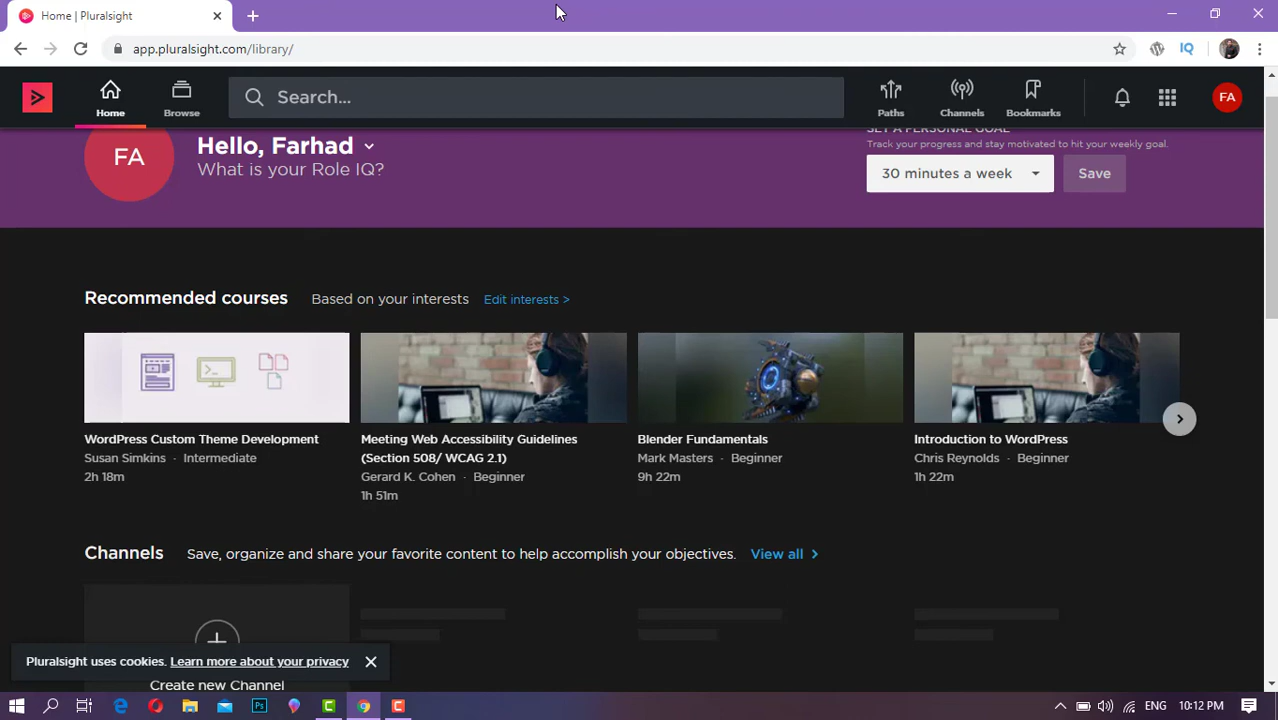 Home | Pluralsight
app.pluralsight.com/library/
Home
Browse
Search...
Paths
Channels
Bookmarks
FA
FA
Hello, Farhad
What is your Role IQ?
SET A PERSONAL GOAL
Track your progress and stay motivated to hit your weekly goal.
30 minutes a week
Save
Recommended courses Based on your interests Edit interests >
WordPress Custom Theme Development
Susan Simkins · Intermediate
2h 18m
Meeting Web Accessibility Guidelines
(Section 508/ WCAG 2.1)
Gerard K. Cohen · Beginner
1h 51m
Blender Fundamentals
Mark Masters · Beginner
9h 22m
Introduction to WordPress
Chris Reynolds · Beginner
1h 22m
Channels Save, organize and share your favorite content to help accomplish your objectives. View all >
Create new Channel
Pluralsight uses cookies. Learn more about your privacy
ENG 10:12 PM